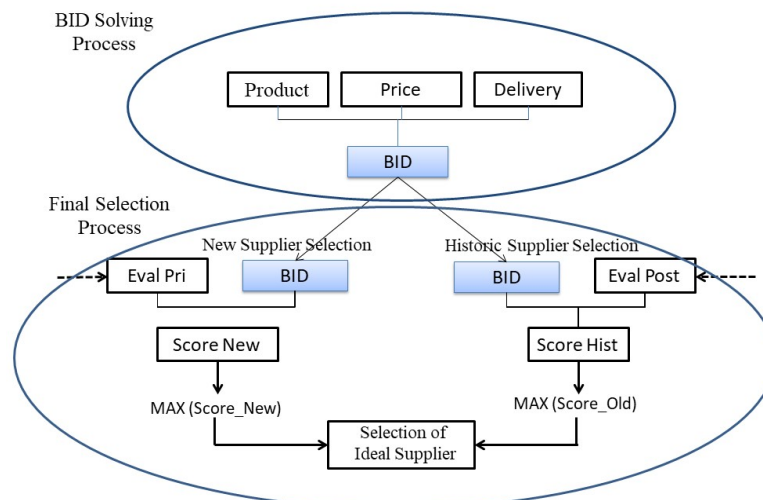 BID Solving
Process
Product
Price
Delivery
BID
Final Selection
Process
New Supplier Selection
Historic Supplier Selection
Eval Pri
BID
BID
Eval Post
Score New
Score Hist
MAX (Score_New)
MAX (Score_Old)
Selection of
Ideal Supplier